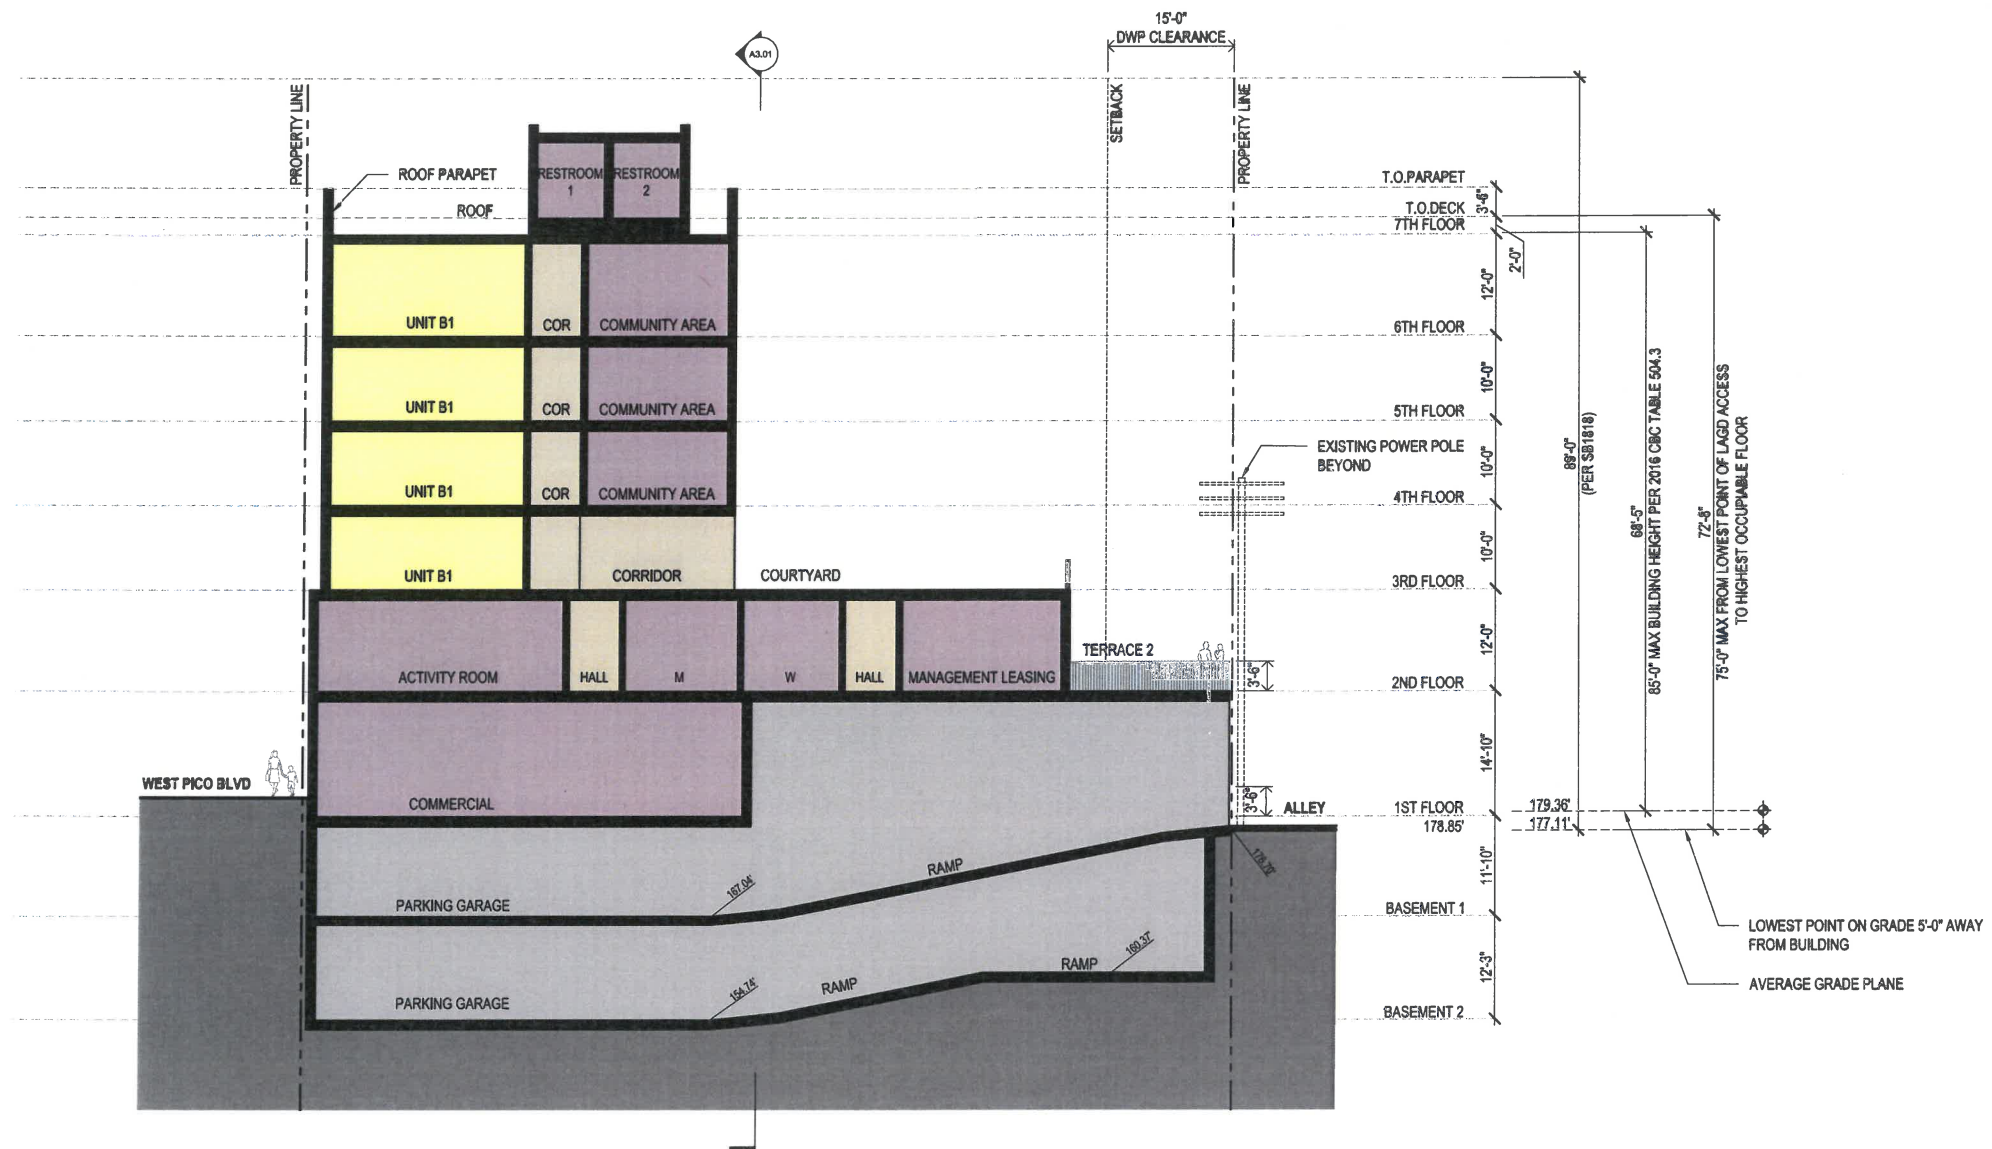 15'-0"
DWP CLEARANCE
A3.01
PROPERTY LINE
SETBACK
PROPERTY LINE
ROOF PARAPET
ROOF
RESTROOM
1
RESTROOM
2
T.O.PARAPET
3'-6"
T.O.DECK
7TH FLOOR
2'-0"
12'-0"
UNIT B1
COR
COMMUNITY AREA
6TH FLOOR
10'-0"
UNIT B1
COR
COMMUNITY AREA
5TH FLOOR
10'-0"
EXISTING POWER POLE
BEYOND
UNIT B1
COR
COMMUNITY AREA
4TH FLOOR
10'-0"
UNIT B1
CORRIDOR
COURTYARD
3RD FLOOR
12'-0"
ACTIVITY ROOM
HALL
M
W
HALL
MANAGEMENT LEASING
TERRACE 2
3'-6"
2ND FLOOR
14'-10"
89'-0"
(PER SB1818)
68'-5"
85'-0" MAX BUILDING HEIGHT PER 2016 CBC TABLE 504.3
72'-8"
75'-0" MAX FROM LOWEST POINT OF LAGD ACCESS
TO HIGHEST OCCUPIABLE FLOOR
WEST PICO BLVD
COMMERCIAL
3'-6"
ALLEY
1ST FLOOR
178.85'
179.36'
177.11'
11'-10"
RAMP
167.04'
PARKING GARAGE
BASEMENT 1
12'-3"
LOWEST POINT ON GRADE 5'-0" AWAY
FROM BUILDING
AVERAGE GRADE PLANE
RAMP
160.37'
RAMP
154.74'
PARKING GARAGE
BASEMENT 2